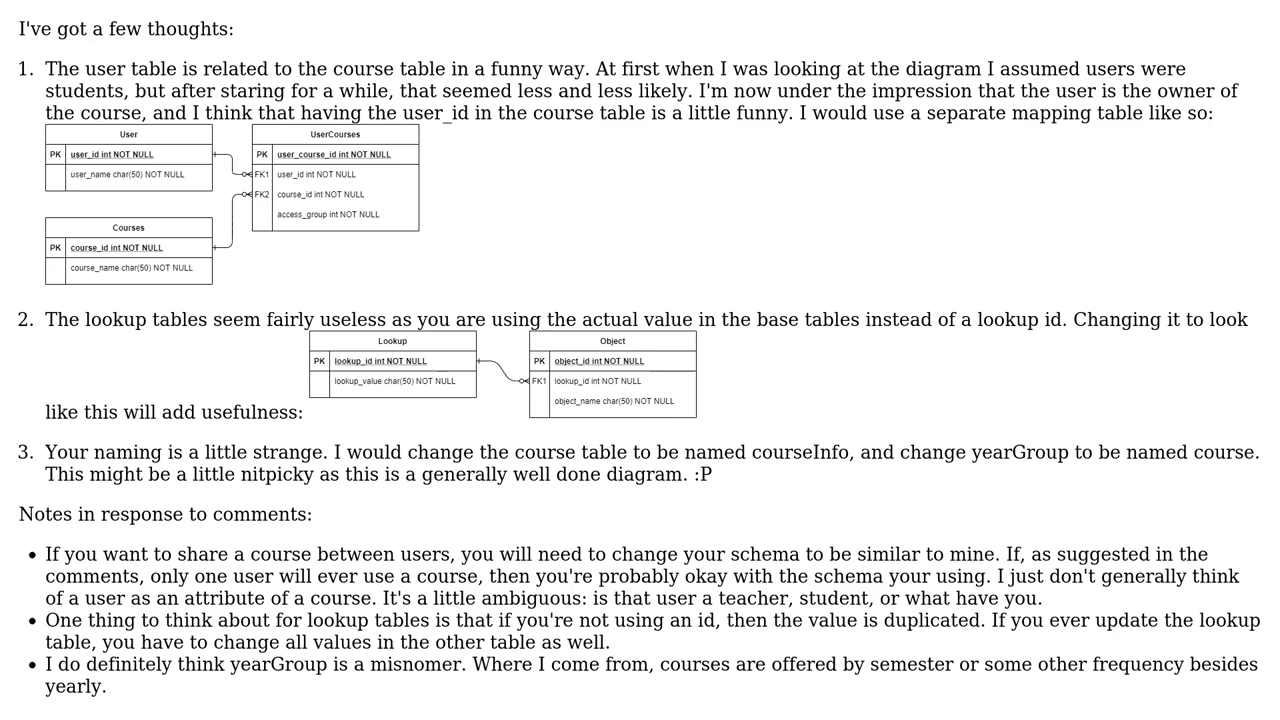 I've got a few thoughts:
1. The user table is related to the course table in a funny way. At first when I was looking at the diagram I assumed users were
students, but after staring for a while, that seemed less and less likely. I'm now under the impression that the user is the owner of
the course, and I think that having the user_id in the course table is a little funny. I would use a separate mapping table like so:
User
PK user_id int NOT NULL
user_name char(50) NOT NULL
UserCourses
PK user_course_id int NOT NULL
FK1 user_id int NOT NULL
FK2 course_id int NOT NULL
access_group int NOT NULL
Courses
PK course_id int NOT NULL
course_name char(50) NOT NULL
2. The lookup tables seem fairly useless as you are using the actual value in the base tables instead of a lookup id. Changing it to look
like this will add usefulness:
Lookup
PK lookup_id int NOT NULL
lookup_value char(50) NOT NULL
Object
PK object_id int NOT NULL
FK1 lookup_id int NOT NULL
object_name char(50) NOT NULL
3. Your naming is a little strange. I would change the course table to be named courseInfo, and change yearGroup to be named course.
This might be a little nitpicky as this is a generally well done diagram. :P
Notes in response to comments:
• If you want to share a course between users, you will need to change your schema to be similar to mine. If, as suggested in the
comments, only one user will ever use a course, then you're probably okay with the schema your using. I just don't generally think
of a user as an attribute of a course. It's a little ambiguous: is that user a teacher, student, or what have you.
• One thing to think about for lookup tables is that if you're not using an id, then the value is duplicated. If you ever update the lookup
table, you have to change all values in the other table as well.
• I do definitely think yearGroup is a misnomer. Where I come from, courses are offered by semester or some other frequency besides
yearly.